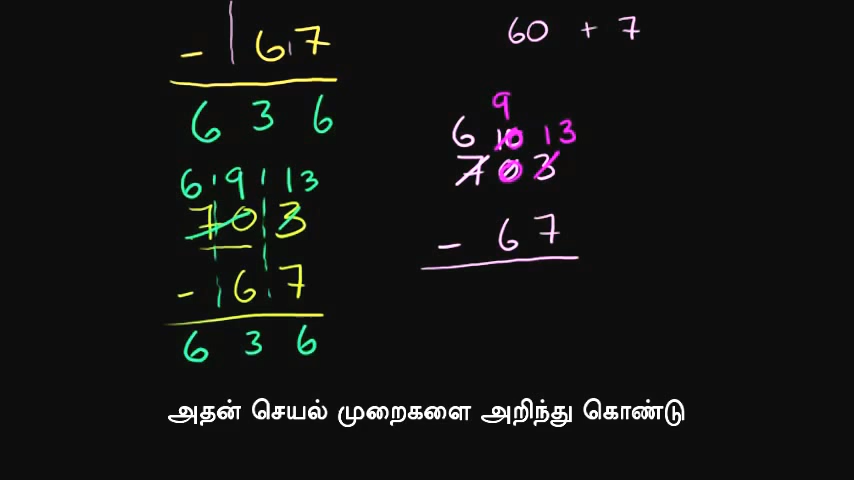 - 67
636
6 9 13
703
- 67
636
60 + 7
9
6 10 13
703
- 67
அதன் செயல் முறைகளை அறிந்து கொண்டு